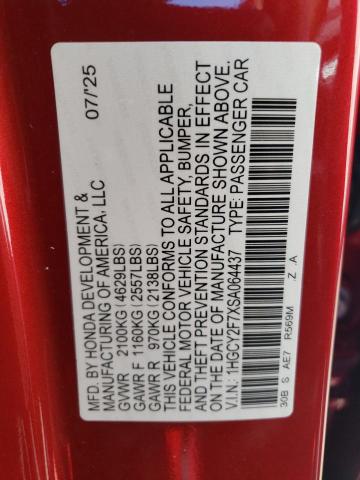 MFD. BY HONDA DEVELOPMENT & 07/'25
MANUFACTURING OF AMERICA, LLC
GVWR 2100KG (4629LBS)
GAWR F 1160KG (2557LBS)
GAWR R 970KG (2138LBS)
THIS VEHICLE CONFORMS TO ALL APPLICABLE
FEDERAL MOTOR VEHICLE SAFETY, BUMPER,
AND THEFT PREVENTION STANDARDS IN EFFECT
ON THE DATE OF MANUFACTURE SHOWN ABOVE.
V.I.N.: 1HGCY2F7XSA064437 TYPE: PASSENGER CAR
30B S AE7 R569M .Z .A